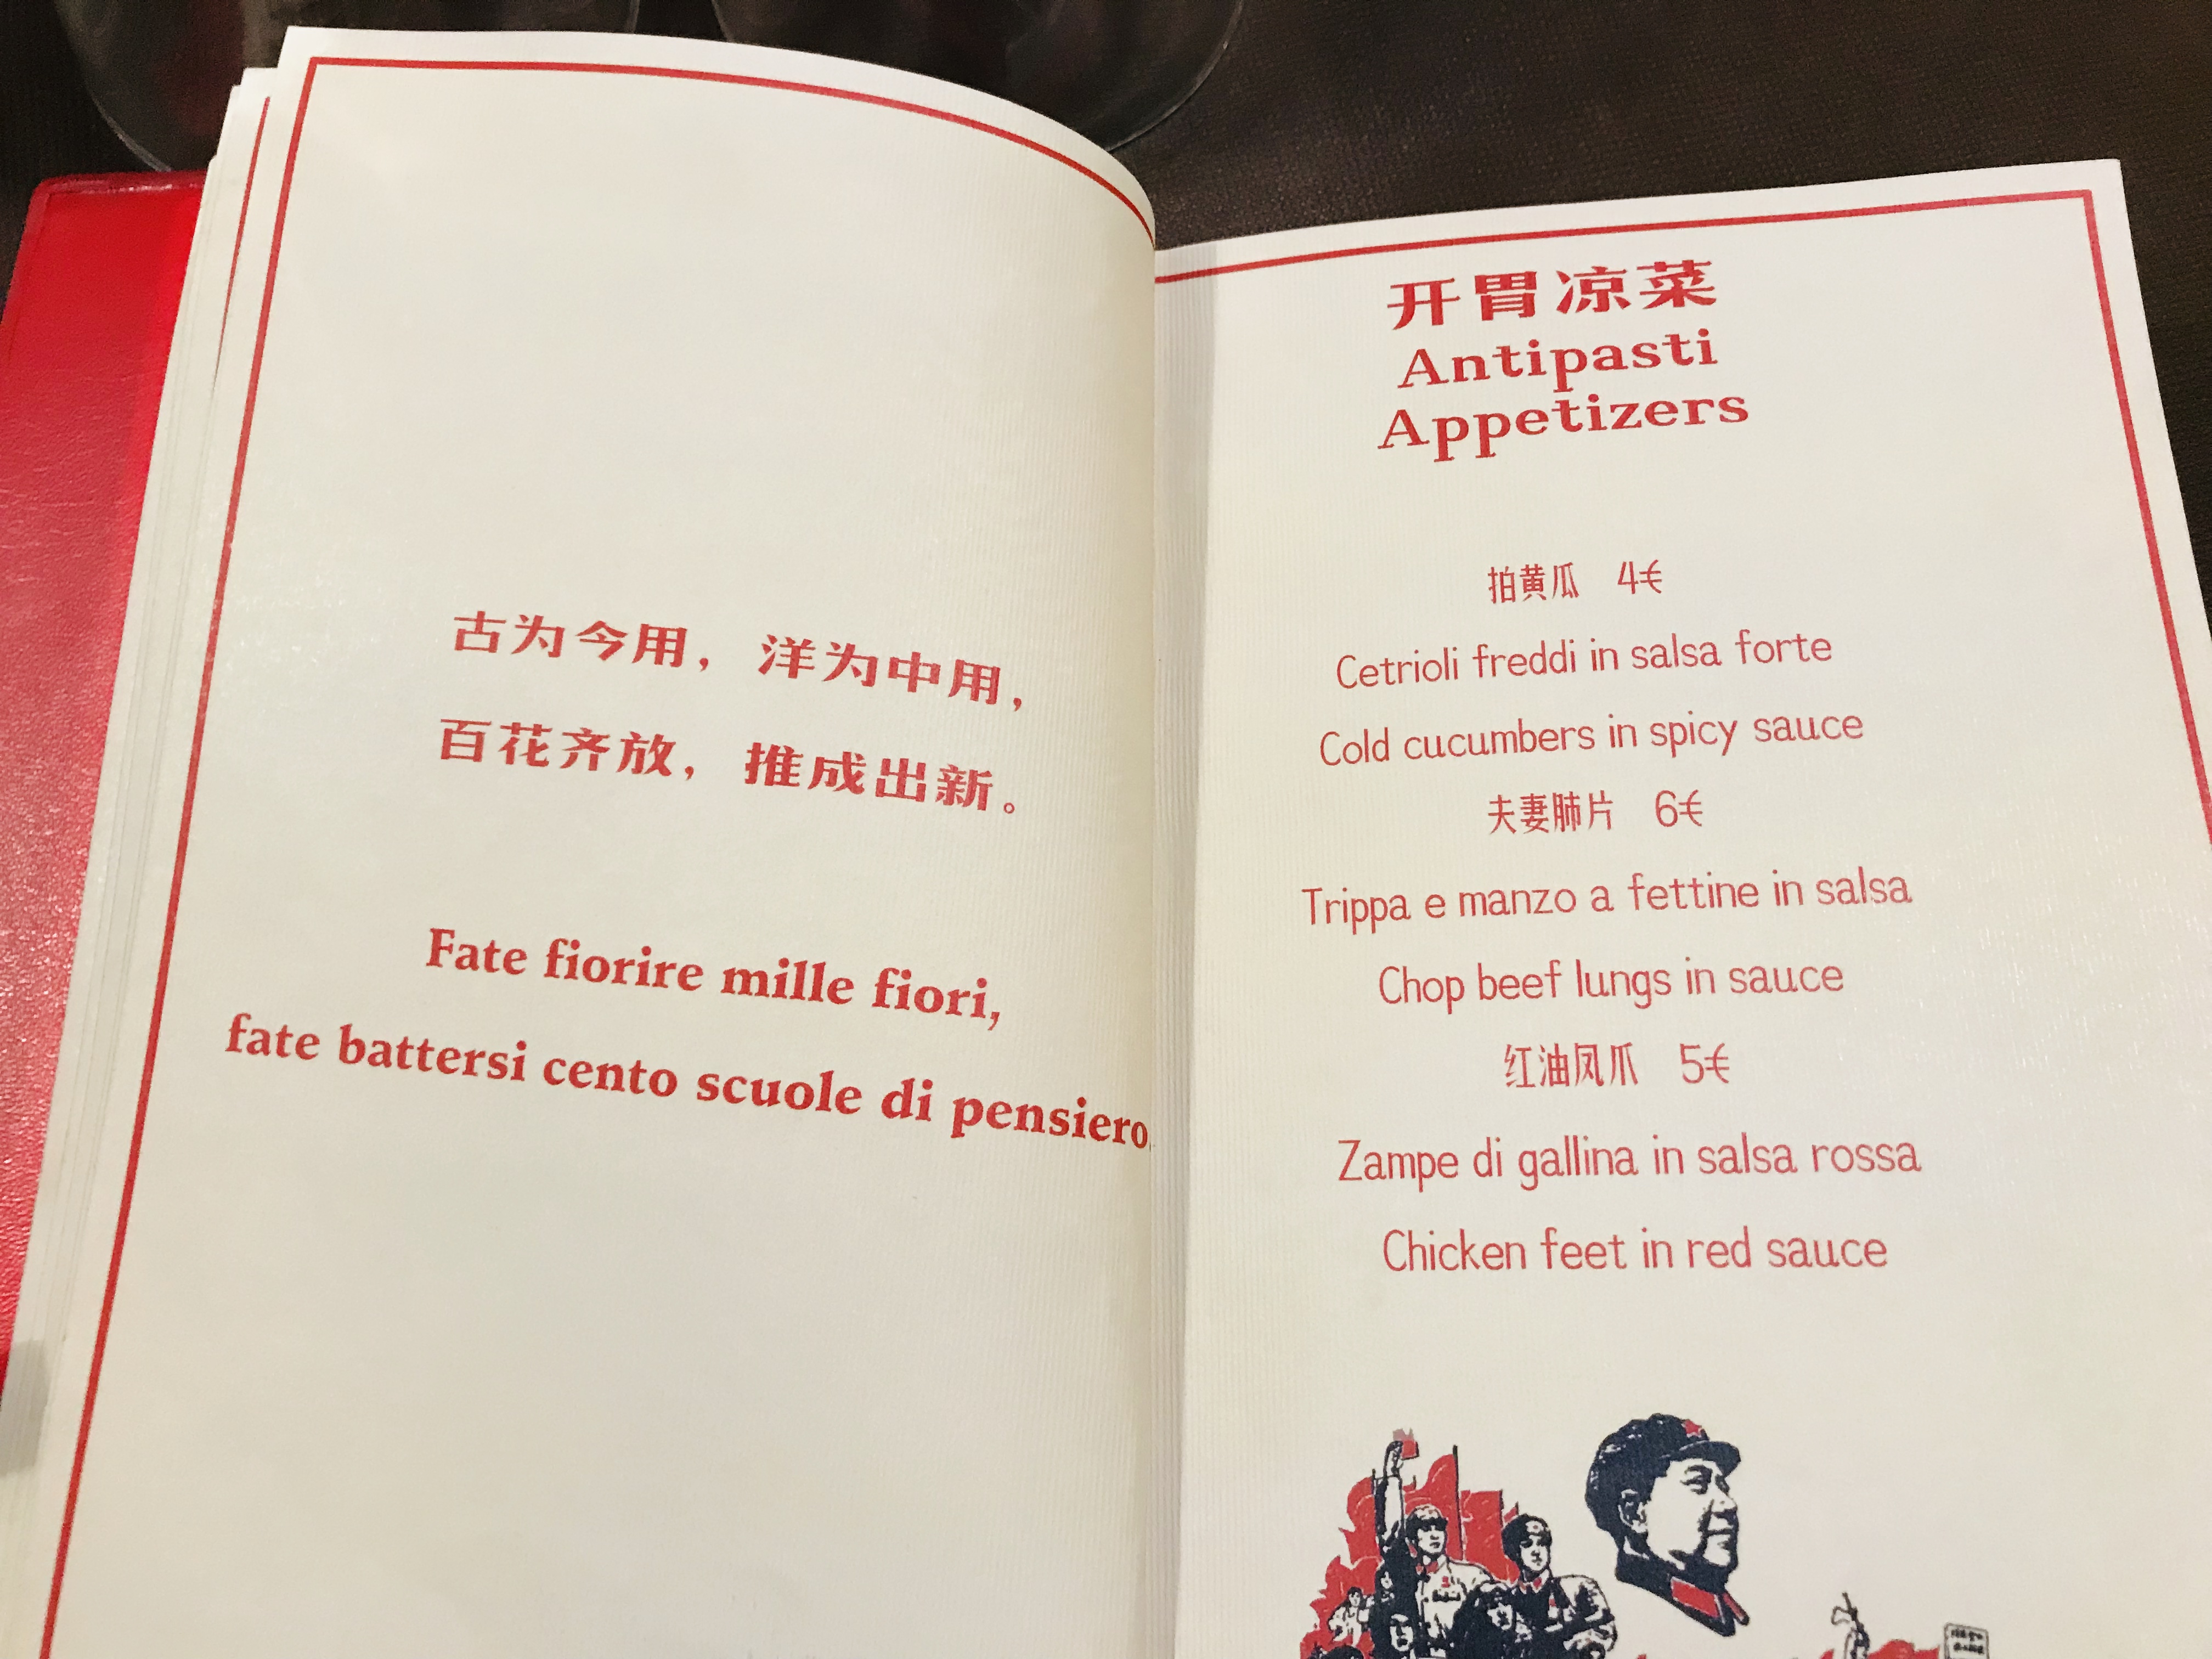 古为今用，洋为中用，
百花齐放，推成出新。
Fate fiorire mille fiori,
fate battersi cento scuole di pensiero.
开胃凉菜
Antipasti
Appetizers
拍黄瓜 4€
Cetrioli freddi in salsa forte
Cold cucumbers in spicy sauce
夫妻肺片 6€
Trippa e manzo a fettine in salsa
Chop beef lungs in sauce
红油凤爪 5€
Zampe di gallina in salsa rossa
Chicken feet in red sauce